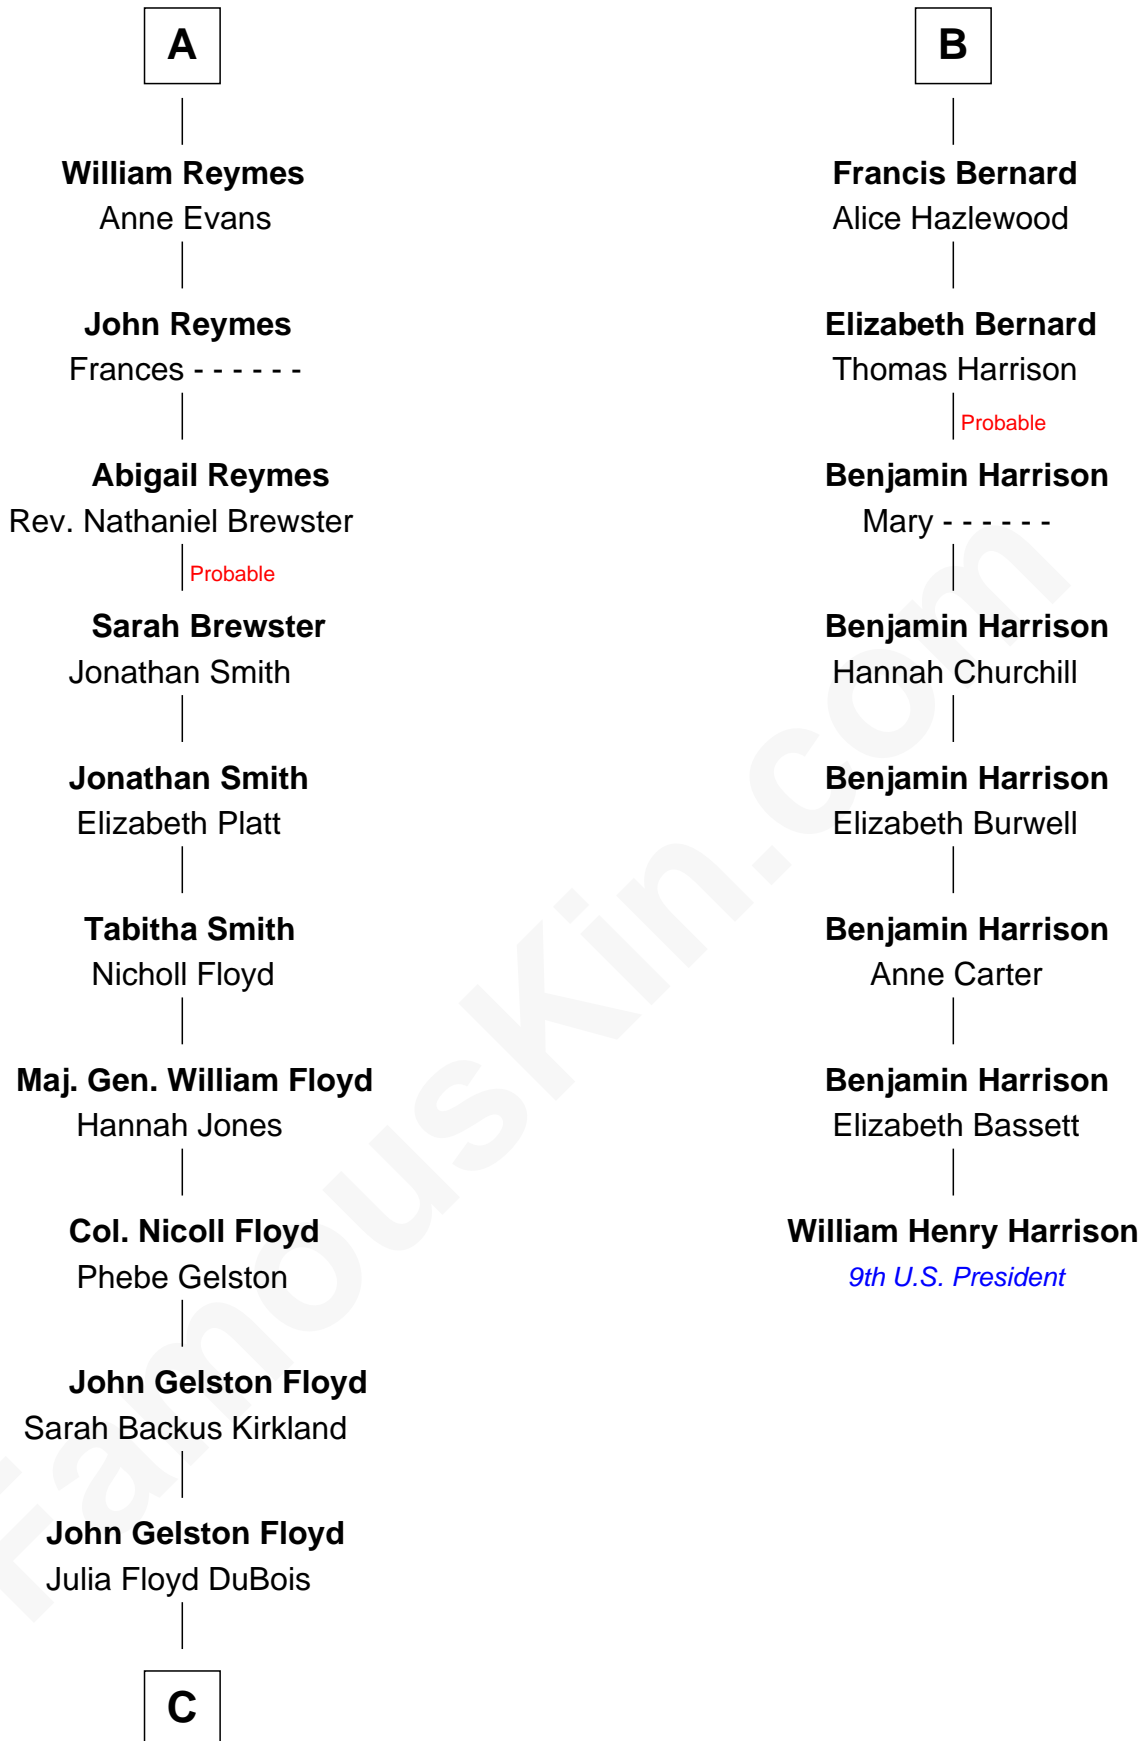 A
William Reymes
Anne Evans
John Reymes
Frances - - - - - -
Abigail Reymes
Rev. Nathaniel Brewster
Probable
Sarah Brewster
Jonathan Smith
Jonathan Smith
Elizabeth Platt
Tabitha Smith
Nicholl Floyd
Maj. Gen. William Floyd
Hannah Jones
Col. Nicoll Floyd
Phebe Gelston
John Gelston Floyd
Sarah Backus Kirkland
John Gelston Floyd
Julia Floyd DuBois
C
B
Francis Bernard
Alice Hazlewood
Elizabeth Bernard
Thomas Harrison
Probable
Benjamin Harrison
Mary - - - - - -
Benjamin Harrison
Hannah Churchill
Benjamin Harrison
Elizabeth Burwell
Benjamin Harrison
Anne Carter
Benjamin Harrison
Elizabeth Bassett
William Henry Harrison
9th U.S. President
FamousKin.com